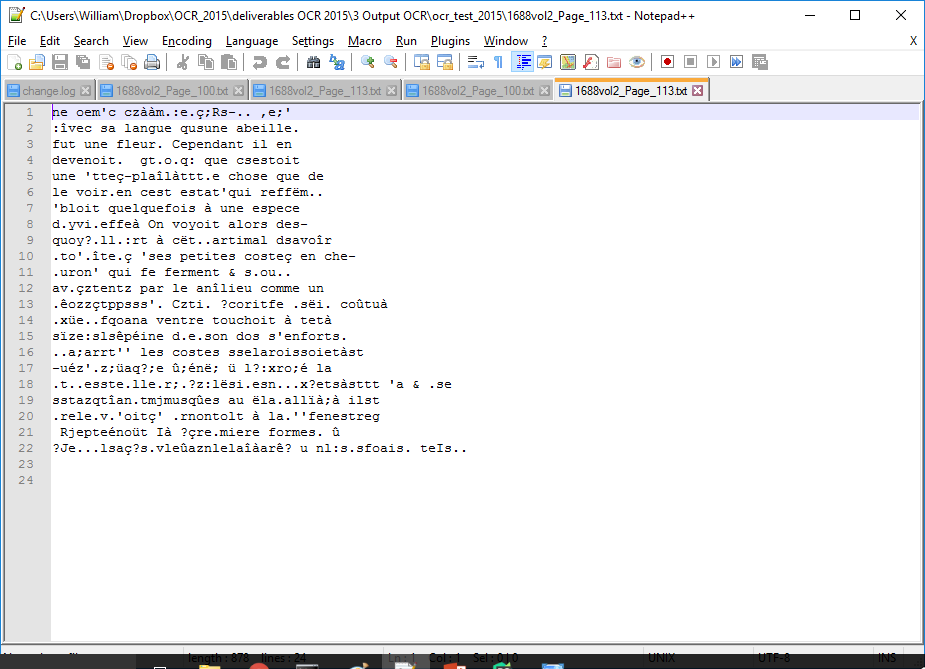 C:\Users\William\Dropbox\OCR_2015\deliverables OCR 2015\3 Output OCR\ocr_test_2015\1688vol2_Page_113.txt - Notepad++
File Edit Search View Encoding Language Settings Macro Run Plugins Window ? X
change.log 1688vol2_Page_100.txt 1688vol2_Page_113.txt 1688vol2_Page_100.txt 1688vol2_Page_113.txt
1 ne oem'c czààm.:e.ç;Rs-.. ,e;'
2 :îvec sa langue qusune abeille.
3 fut une fleur. Cependant il en
4 devenoit.  gt.o.q: que csestoit
5 une 'tteç-plaîlàttt.e chose que de
6 le voir.en cest estat'qui reffëm..
7 'bloit quelquefois à une espece
8 d.yvi.effeà On voyoit alors des-
9 quoy?.ll.:rt à cët..artimal dsavoîr
10 .to'.îte.ç 'ses petites costeç en che-
11 .uron' qui fe ferment & s.ou..
12 av.çztentz par le anîlieu comme un
13 .êozzçtppsss'. Czti. ?coritfe .sëi. coûtuà
14 .xüe..fqoana ventre touchoit à tetà
15 sïze:slsêpéine d.e.son dos s'enforts.
16 ..a;arrt'' les costes sselaroissoietàst
17 -uéz'.z;üaq?;e û;énë; ü l?:xro;é la
18 .t..esste.lle.r;.?z:lësi.esn...x?etsàsttt 'a & .se
19 sstazqtîan.tmjmusqûes au ëla.allïà;à ilst
20 .rele.v.'oitç' .rnontolt à la.''fenestreg
21  Rjepteénoüt Ià ?çre.miere formes. û
22 ?Je...lsaç?s.vleûaznlelaîàarê? u nl:s.sfoais. teIs..
23
24
length : 878 lines : 24 Ln : 1 Col : 1 Sel : 0 | 0 UNIX UTF-8 INS